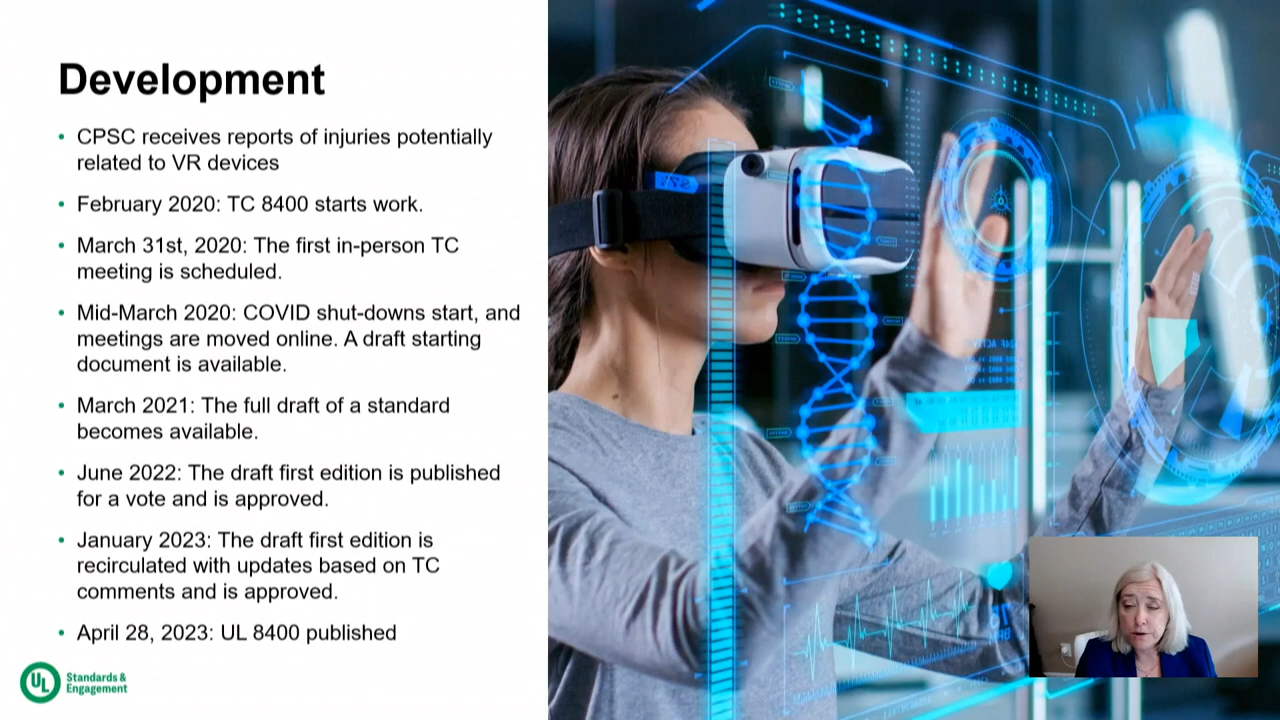 Development
• CPSC receives reports of injuries potentially
related to VR devices
• February 2020: TC 8400 starts work.
• March 31st, 2020: The first in-person TC
meeting is scheduled.
• Mid-March 2020: COVID shut-downs start, and
meetings are moved online. A draft starting
document is available.
• March 2021: The full draft of a standard
becomes available.
• June 2022: The draft first edition is published
for a vote and is approved.
• January 2023: The draft first edition is
recirculated with updates based on TC
comments and is approved.
• April 28, 2023: UL 8400 published
UL
Standards &
Engagement